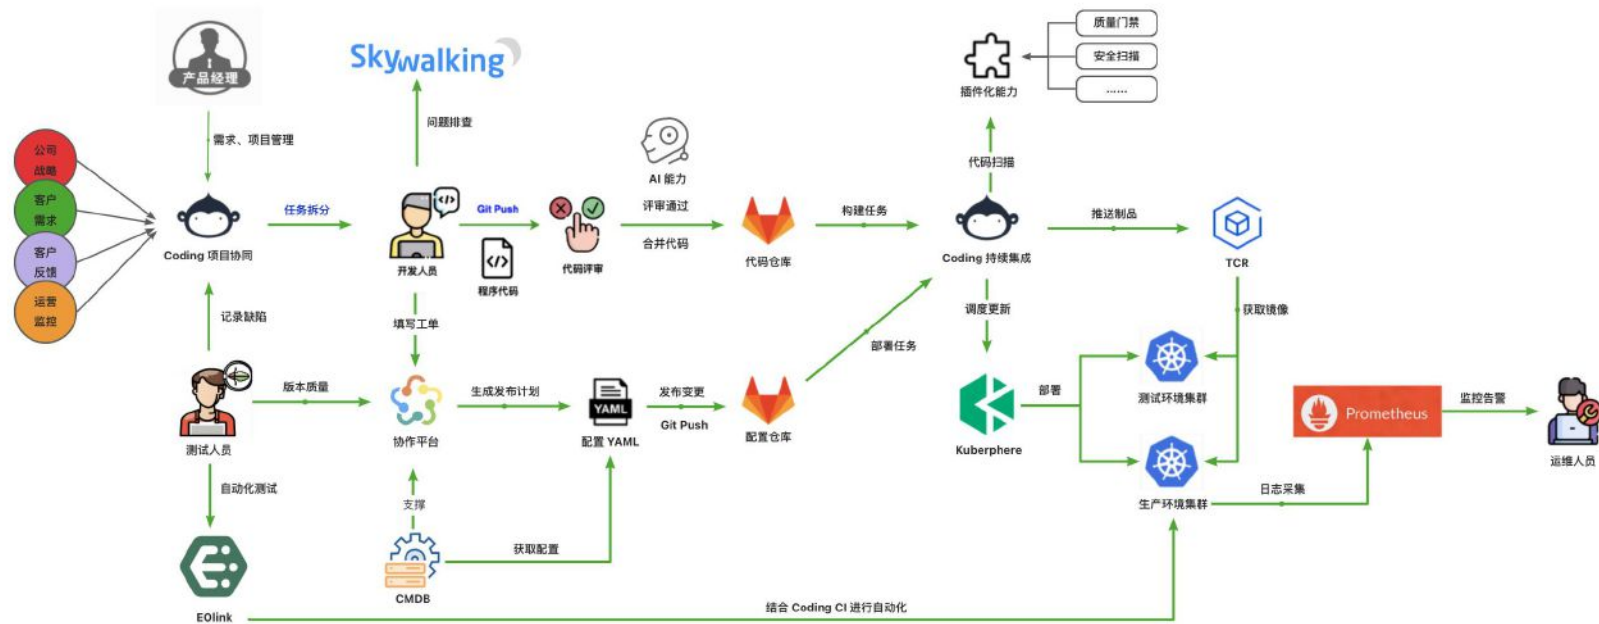 产品经理
需求、项目管理
公司
战略
客户
需求
客户
反馈
运营
监控
Coding 项目协同
任务拆分
Skywalking
问题排查
开发人员
Git Push
程序代码
代码评审
AI 能力
评审通过
合并代码
代码仓库
构建任务
Coding 持续集成
代码扫描
插件化能力
质量门禁
安全扫描
......
推送制品
TCR
获取镜像
记录缺陷
测试人员
版本质量
填写工单
协作平台
生成发布计划
YAML
配置 YAML
发布变更
Git Push
配置仓库
部署任务
调度更新
Kuberphere
部署
测试环境集群
生产环境集群
日志采集
Prometheus
监控告警
运维人员
自动化测试
EOlink
支撑
CMDB
获取配置
结合 Coding CI 进行自动化